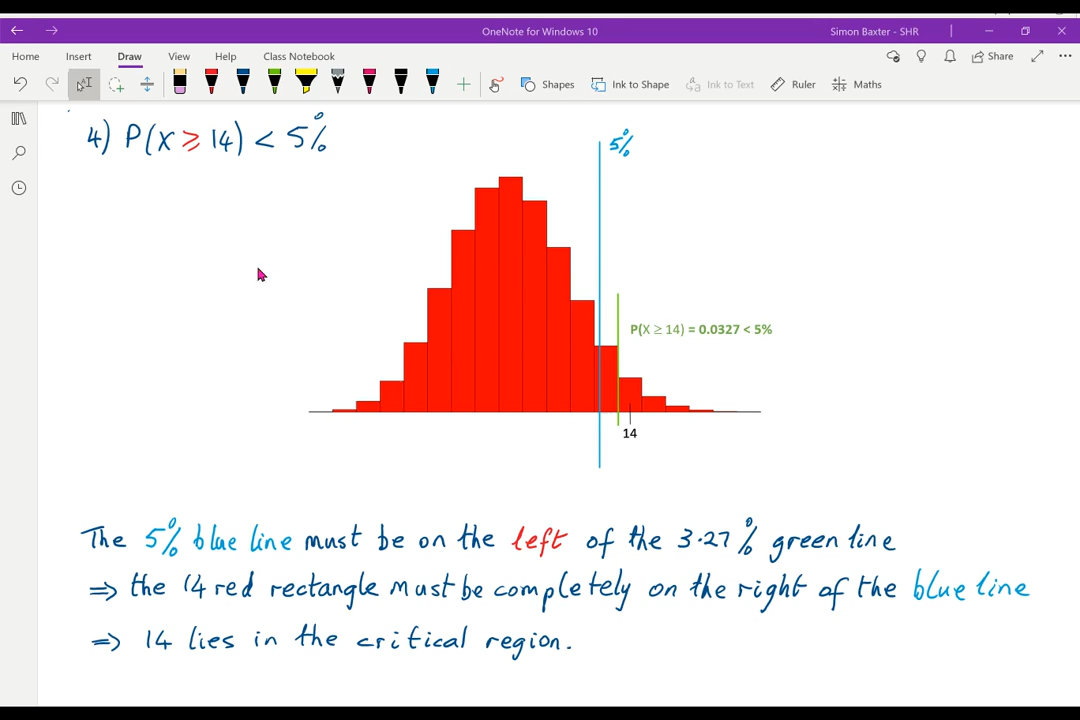 OneNote for Windows 10
Simon Baxter - SHR
Home Insert Draw View Help Class Notebook
Share
Shapes Ink to Shape Ink to Text Ruler Maths
4) P(X ≥ 14) < 5%
5%
P(X ≥ 14) = 0.0327 < 5%
14
The 5% blue line must be on the left of the 3.27% green line
⇒ the 14 red rectangle must be completely on the right of the blue line
⇒ 14 lies in the critical region.